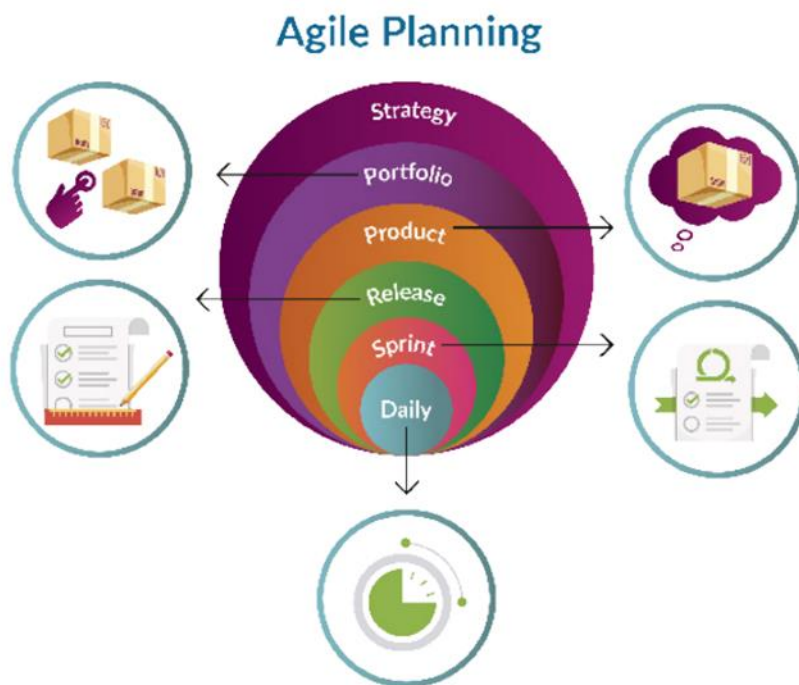 Agile Planning
Strategy
Portfolio
Product
Release
Sprint
Daily